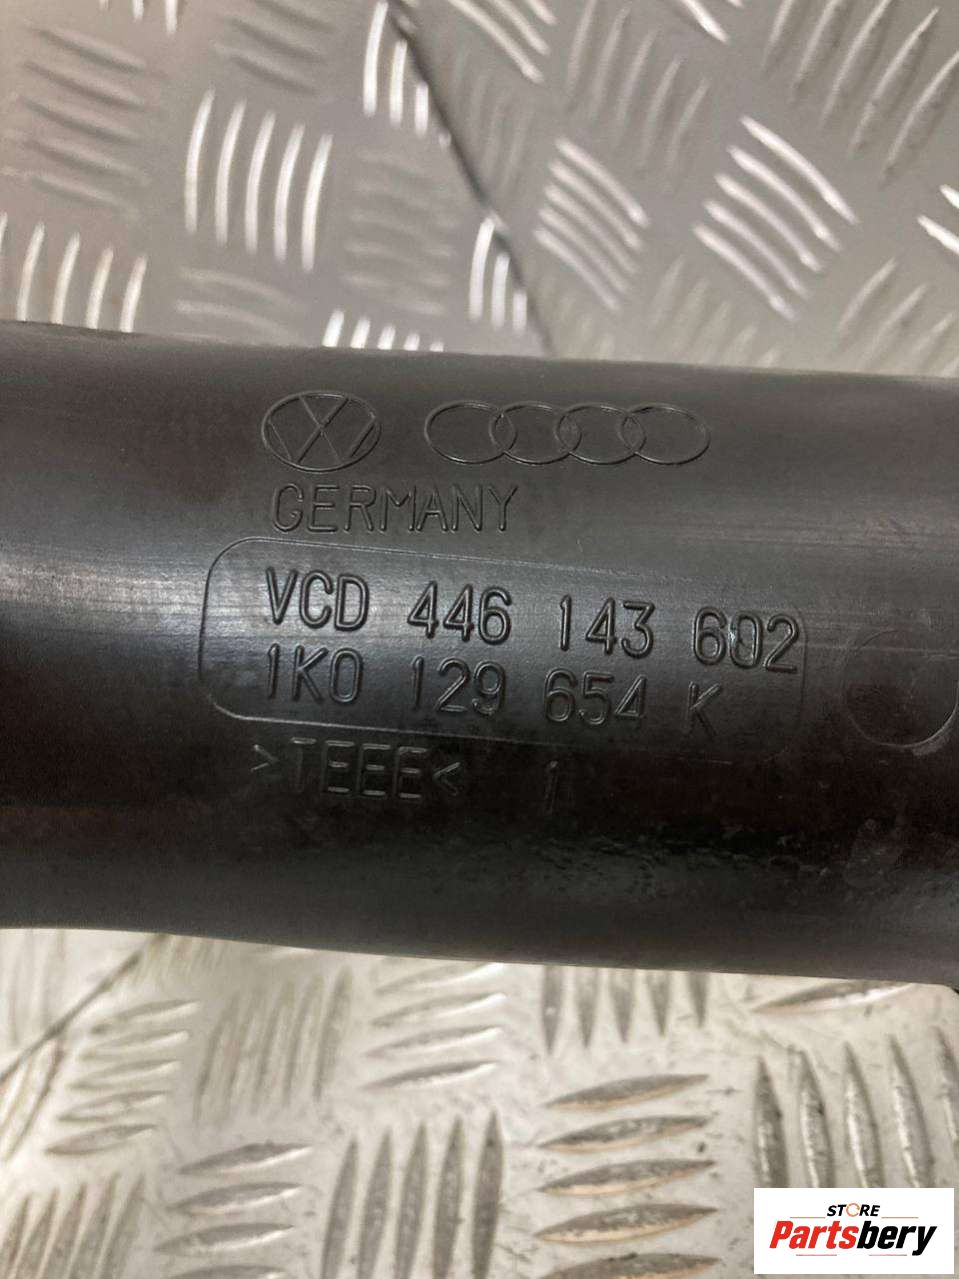 GERMANY
VCD 446 143 602
1K0 129 654 K
>TEEE< 1
STORE
Partsbery